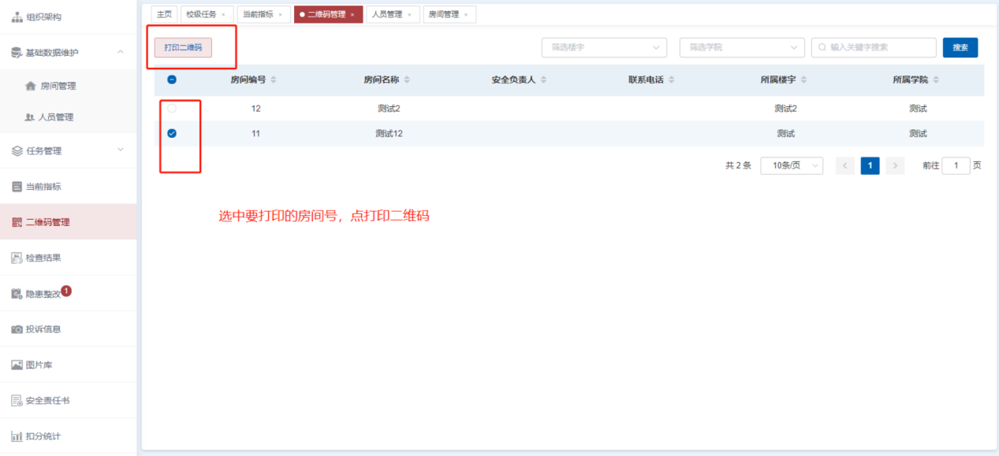 组织架构
基础数据维护
房间管理
人员管理
任务管理
当前指标
二维码管理
检查结果
隐患整改 1
投诉信息
图片库
安全责任书
扣分统计
主页 校级任务 × 当前指标 × 二维码管理 × 人员管理 × 房间管理 ×
打印二维码 筛选楼宇 筛选学院 输入关键字搜索 搜索
房间编号 房间名称 安全负责人 联系电话 所属楼宇 所属学院
12 测试2 测试2 测试
11 测试12 测试 测试
共 2 条 10条/页 1 前往 1 页
选中要打印的房间号，点打印二维码